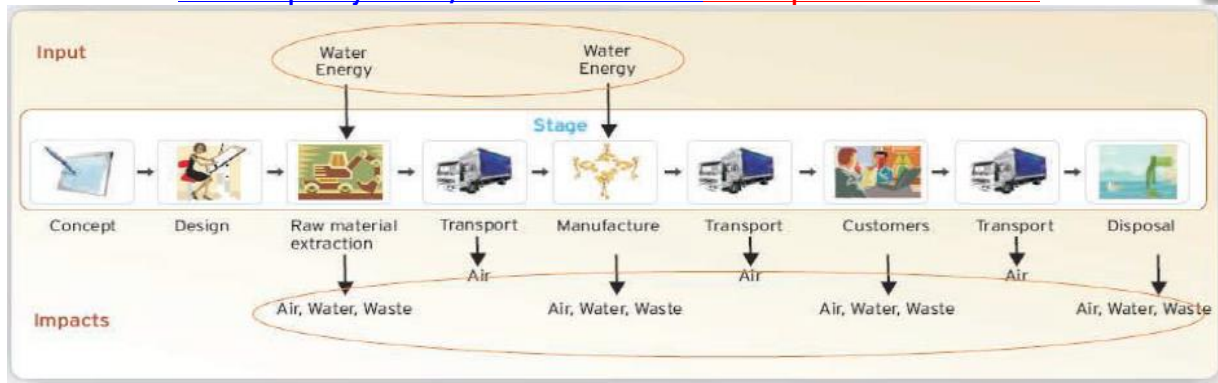 Input
Water
Energy
Water
Energy
Stage
Concept
Design
Raw material
extraction
Transport
Manufacture
Transport
Customers
Transport
Disposal
Air
Air
Air
Impacts
Air, Water, Waste
Air, Water, Waste
Air, Water, Waste
Air, Water, Waste